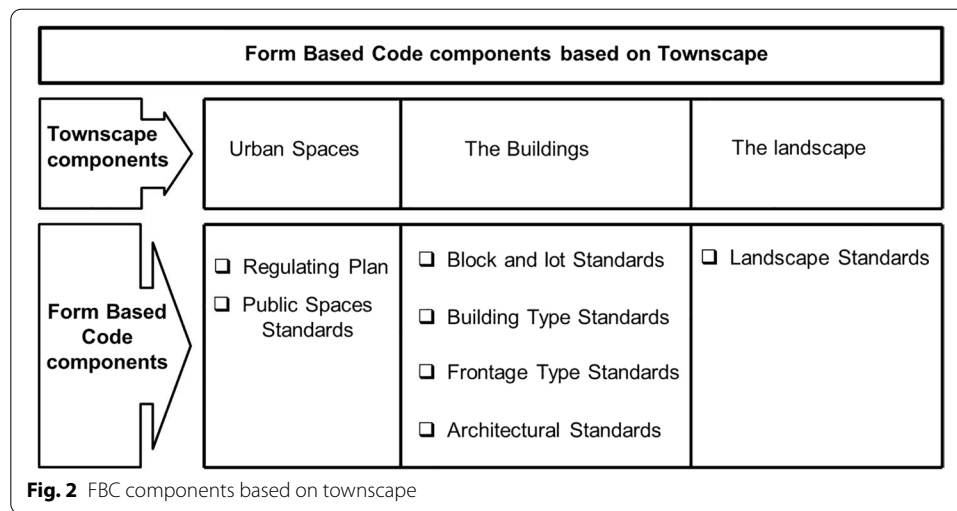 Form Based Code components based on Townscape
Townscape
components
Urban Spaces
The Buildings
The landscape
Form Based
Code
components
❑ Regulating Plan
❑ Public Spaces
Standards
❑ Block and lot Standards
❑ Building Type Standards
❑ Frontage Type Standards
❑ Architectural Standards
❑ Landscape Standards
Fig. 2 FBC components based on townscape